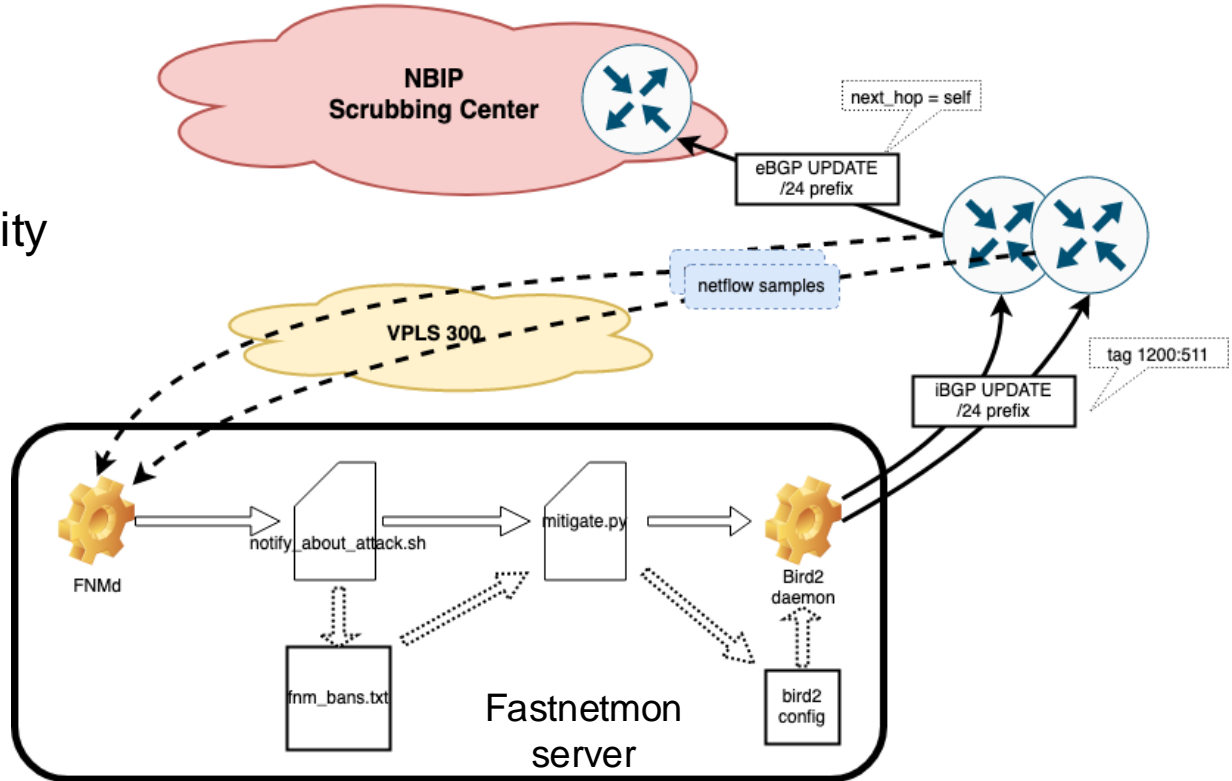 NBIP
Scrubbing Center
next_hop = self
eBGP UPDATE
/24 prefix
ity
netflow samples
VPLS 300
tag 1200:511
iBGP UPDATE
/24 prefix
FNMd
notify_about_attack.sh
mitigate.py
Bird2
daemon
fnm_bans.txt
bird2
config
Fastnetmon
server